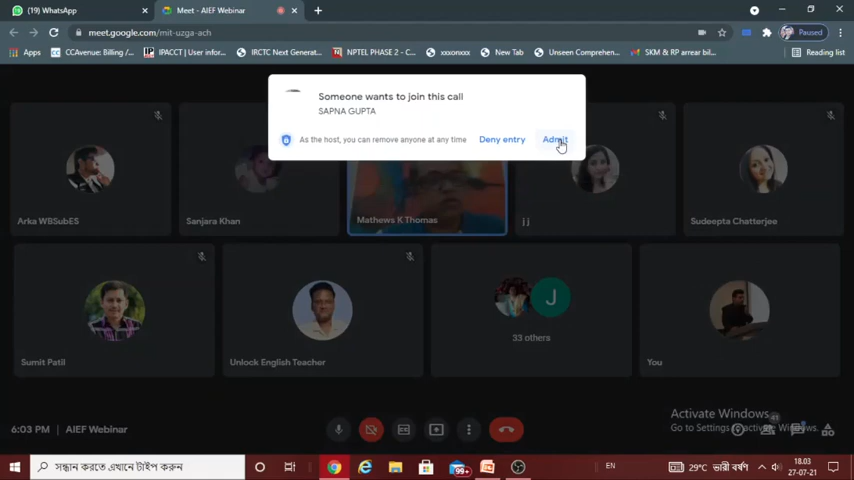 (11) WhatsApp
Meet - AIEF Webinar
meet.google.com/mit-uzga-ach
Paused
Apps
CCAvenue: Billing /...
IPACCT | User infor...
IRCTC Next Generat...
NPTEL PHASE 2 - C...
xxxonxxx
New Tab
Unseen Comprehen...
SKM & RP arrear bil...
Reading list
Someone wants to join this call
SAPNA GUPTA
As the host, you can remove anyone at any time
Deny entry
Admit
Arka WBSubES
Sanjara Khan
Mathews K Thomas
j j
Sudeepta Chatterjee
J
33 others
Sumit Patil
Unlock English Teacher
You
6:03 PM | AIEF Webinar
41
Activate Windows
Go to Settings to activate Windows.
সন্ধান করতে এখানে টাইপ করুন
99+
EN
29°C ভারী বর্ষণ
18.03
27-07-21